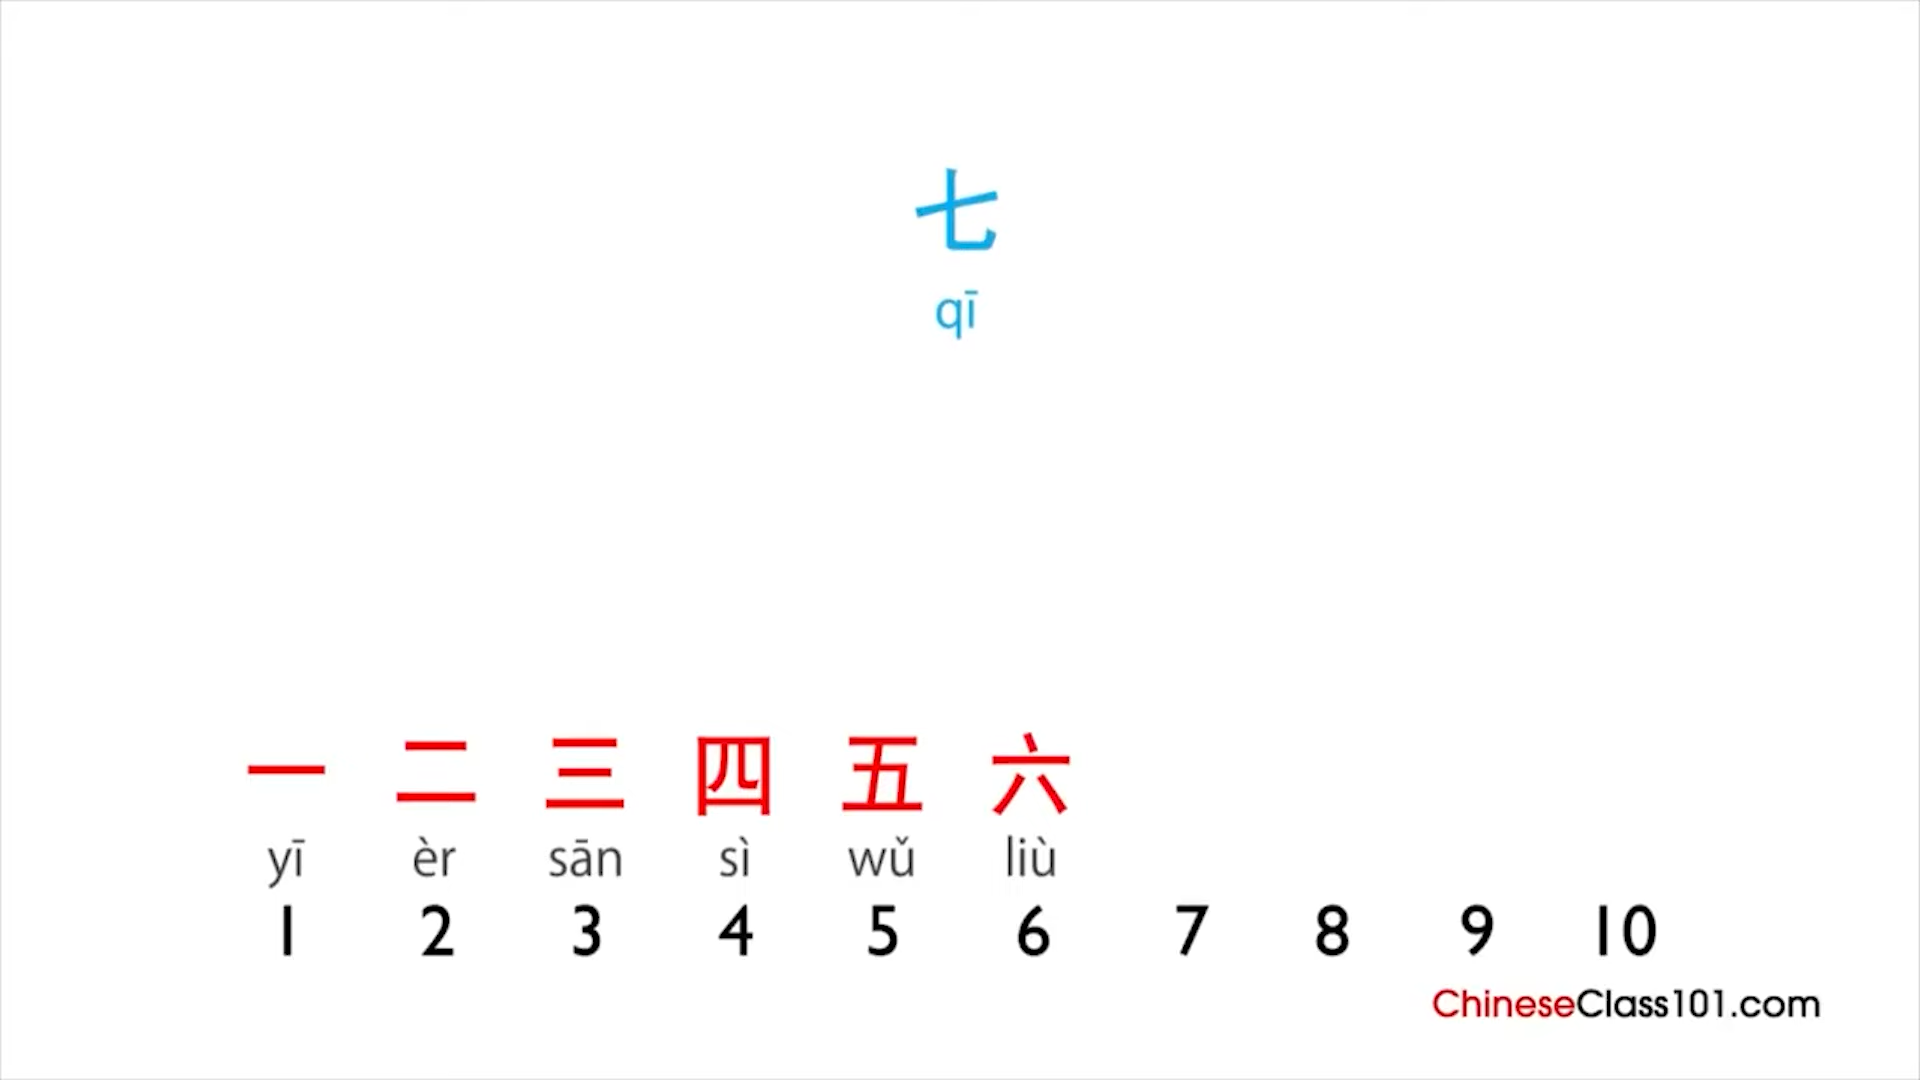 七
qī
一 二 三 四 五 六
yī èr sān sì wǔ liù
1 2 3 4 5 6 7 8 9 10
ChineseClass101.com